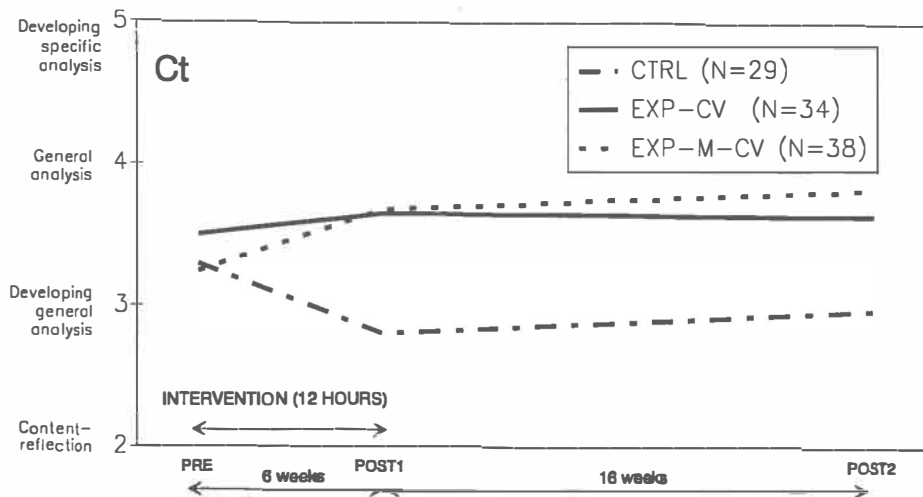 Developing
specific
analysis
5
Ct
CTRL (N=29)
EXP-CV (N=34)
EXP-M-CV (N=38)
General
analysis
4
Developing
general
analysis
3
INTERVENTION (12 HOURS)
Content-
reflection
2
PRE
POST1
POST2
6 weeks
16 weeks